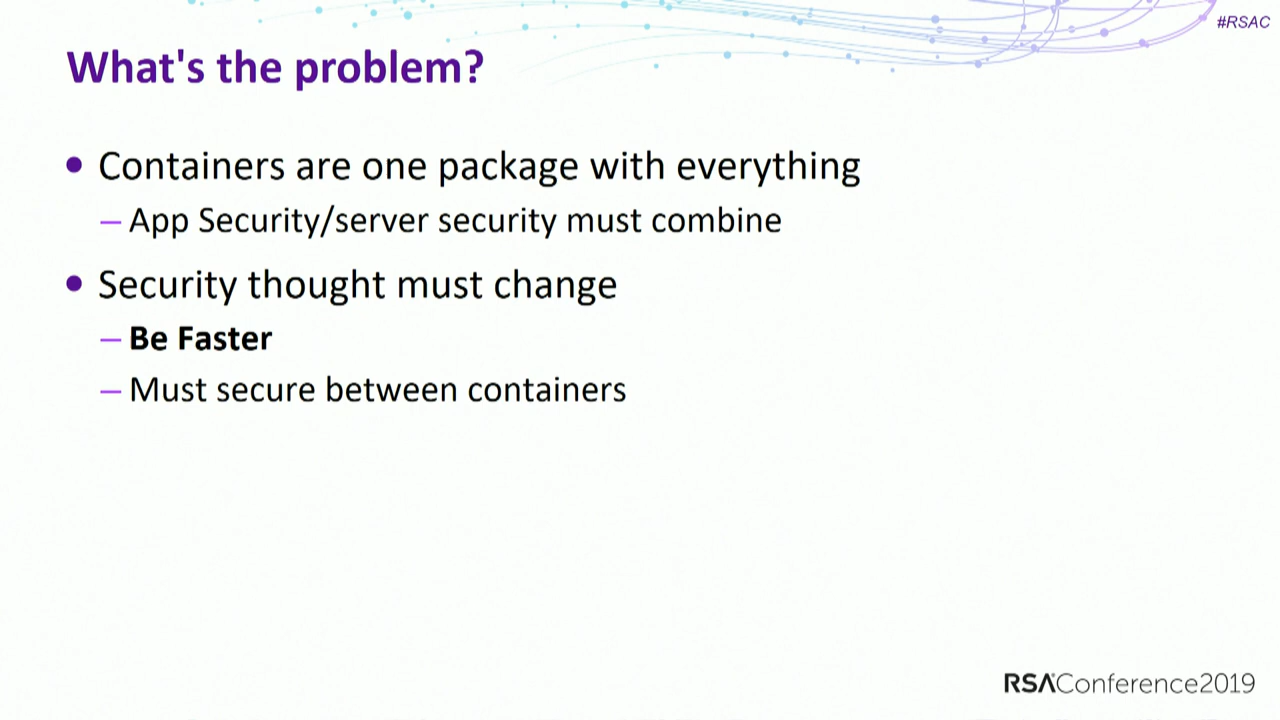 #RSAC
What's the problem?
• Containers are one package with everything
– App Security/server security must combine
• Security thought must change
– Be Faster
– Must secure between containers
RSAConference2019